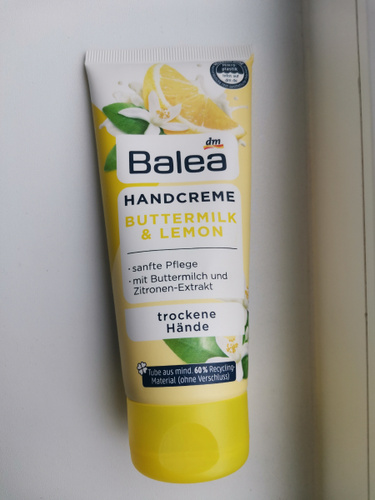 dm
Balea
HANDCREME
BUTTERMILK
& LEMON
· sanfte Pflege
· mit Buttermilch und
Zitronen-Extrakt
trockene
Hände
Tube aus mind. 60% Recycling-
Material (ohne Verschluss)